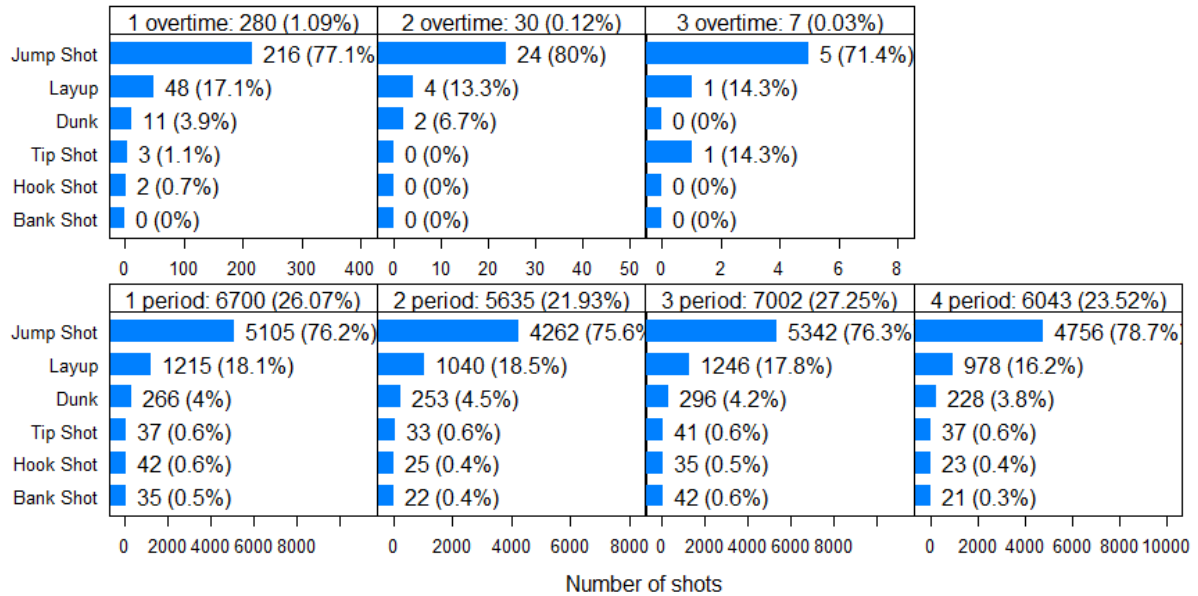 1 overtime: 280 (1.09%) 2 overtime: 30 (0.12%) 3 overtime: 7 (0.03%)
Jump Shot 216 (77.1% 24 (80%) 5 (71.4%)
Layup 48 (17.1%) 4 (13.3%) 1 (14.3%)
Dunk 11 (3.9%) 2 (6.7%) 0 (0%)
Tip Shot 3 (1.1%) 0 (0%) 1 (14.3%)
Hook Shot 2 (0.7%) 0 (0%) 0 (0%)
Bank Shot 0 (0%) 0 (0%) 0 (0%)
0 100 200 300 400 0 10 20 30 40 50 0 2 4 6 8
1 period: 6700 (26.07%) 2 period: 5635 (21.93%) 3 period: 7002 (27.25%) 4 period: 6043 (23.52%)
Jump Shot 5105 (76.2%) 4262 (75.6% 5342 (76.3% 4756 (78.7%)
Layup 1215 (18.1%) 1040 (18.5%) 1246 (17.8%) 978 (16.2%)
Dunk 266 (4%) 253 (4.5%) 296 (4.2%) 228 (3.8%)
Tip Shot 37 (0.6%) 33 (0.6%) 41 (0.6%) 37 (0.6%)
Hook Shot 42 (0.6%) 25 (0.4%) 35 (0.5%) 23 (0.4%)
Bank Shot 35 (0.5%) 22 (0.4%) 42 (0.6%) 21 (0.3%)
0 2000 4000 6000 8000 0 2000 4000 6000 8000 0 2000 4000 6000 8000 0 2000 4000 6000 8000 10000
Number of shots